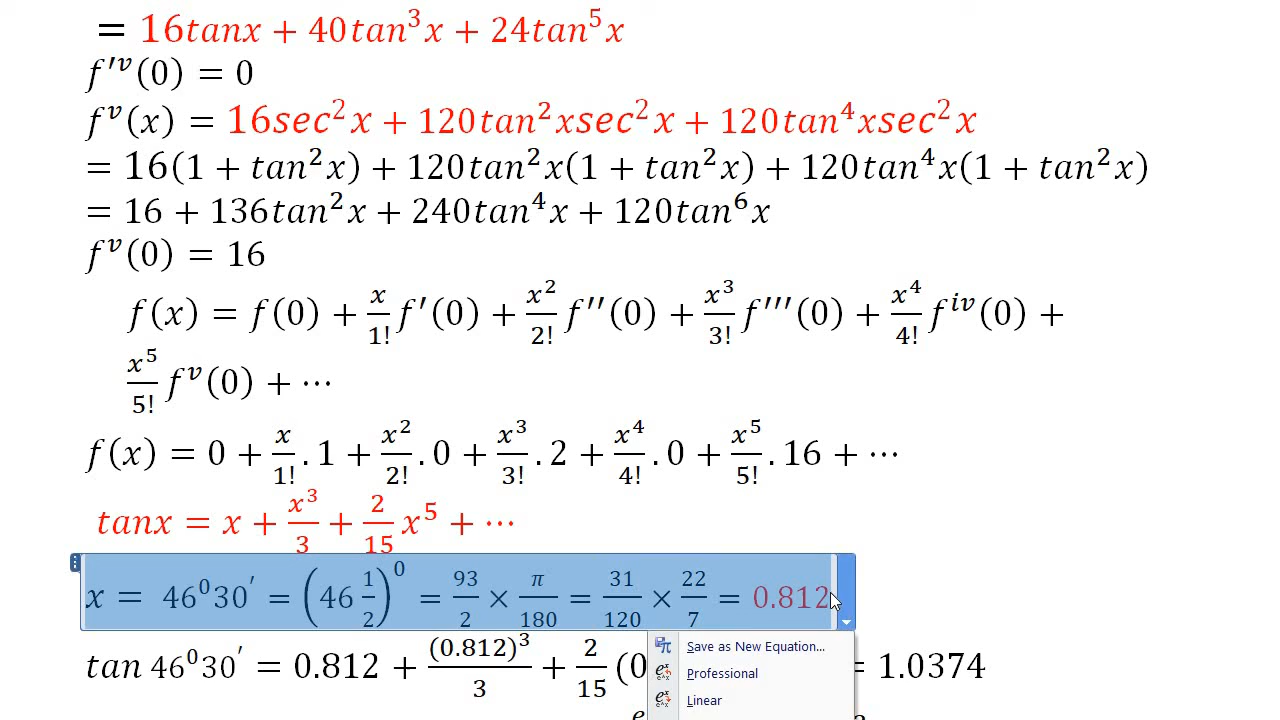 = 16tanx + 40tan³x + 24tan⁵x
f′ᵛ(0) = 0
fᵛ(x) = 16sec²x + 120tan²xsec²x + 120tan⁴xsec²x
= 16(1 + tan²x) + 120tan²x(1 + tan²x) + 120tan⁴x(1 + tan²x)
= 16 + 136tan²x + 240tan⁴x + 120tan⁶x
fᵛ(0) = 16
f(x) = f(0) + x/1! f′(0) + x²/2! f′′(0) + x³/3! f′′′(0) + x⁴/4! fⁱᵛ(0) +
x⁵/5! fᵛ(0) + ⋯
f(x) = 0 + x/1! .1 + x²/2! .0 + x³/3! .2 + x⁴/4! .0 + x⁵/5! .16 + ⋯
tanx = x + x³/3 + 2/15 x⁵ + ⋯
x = 46⁰30′ = (46 1/2)⁰ = 93/2 × π/180 = 31/120 × 22/7 = 0.812
tan 46⁰30′ = 0.812 + (0.812)³/3 + 2/15 (0 = 1.0374
Save as New Equation...
Professional
Linear